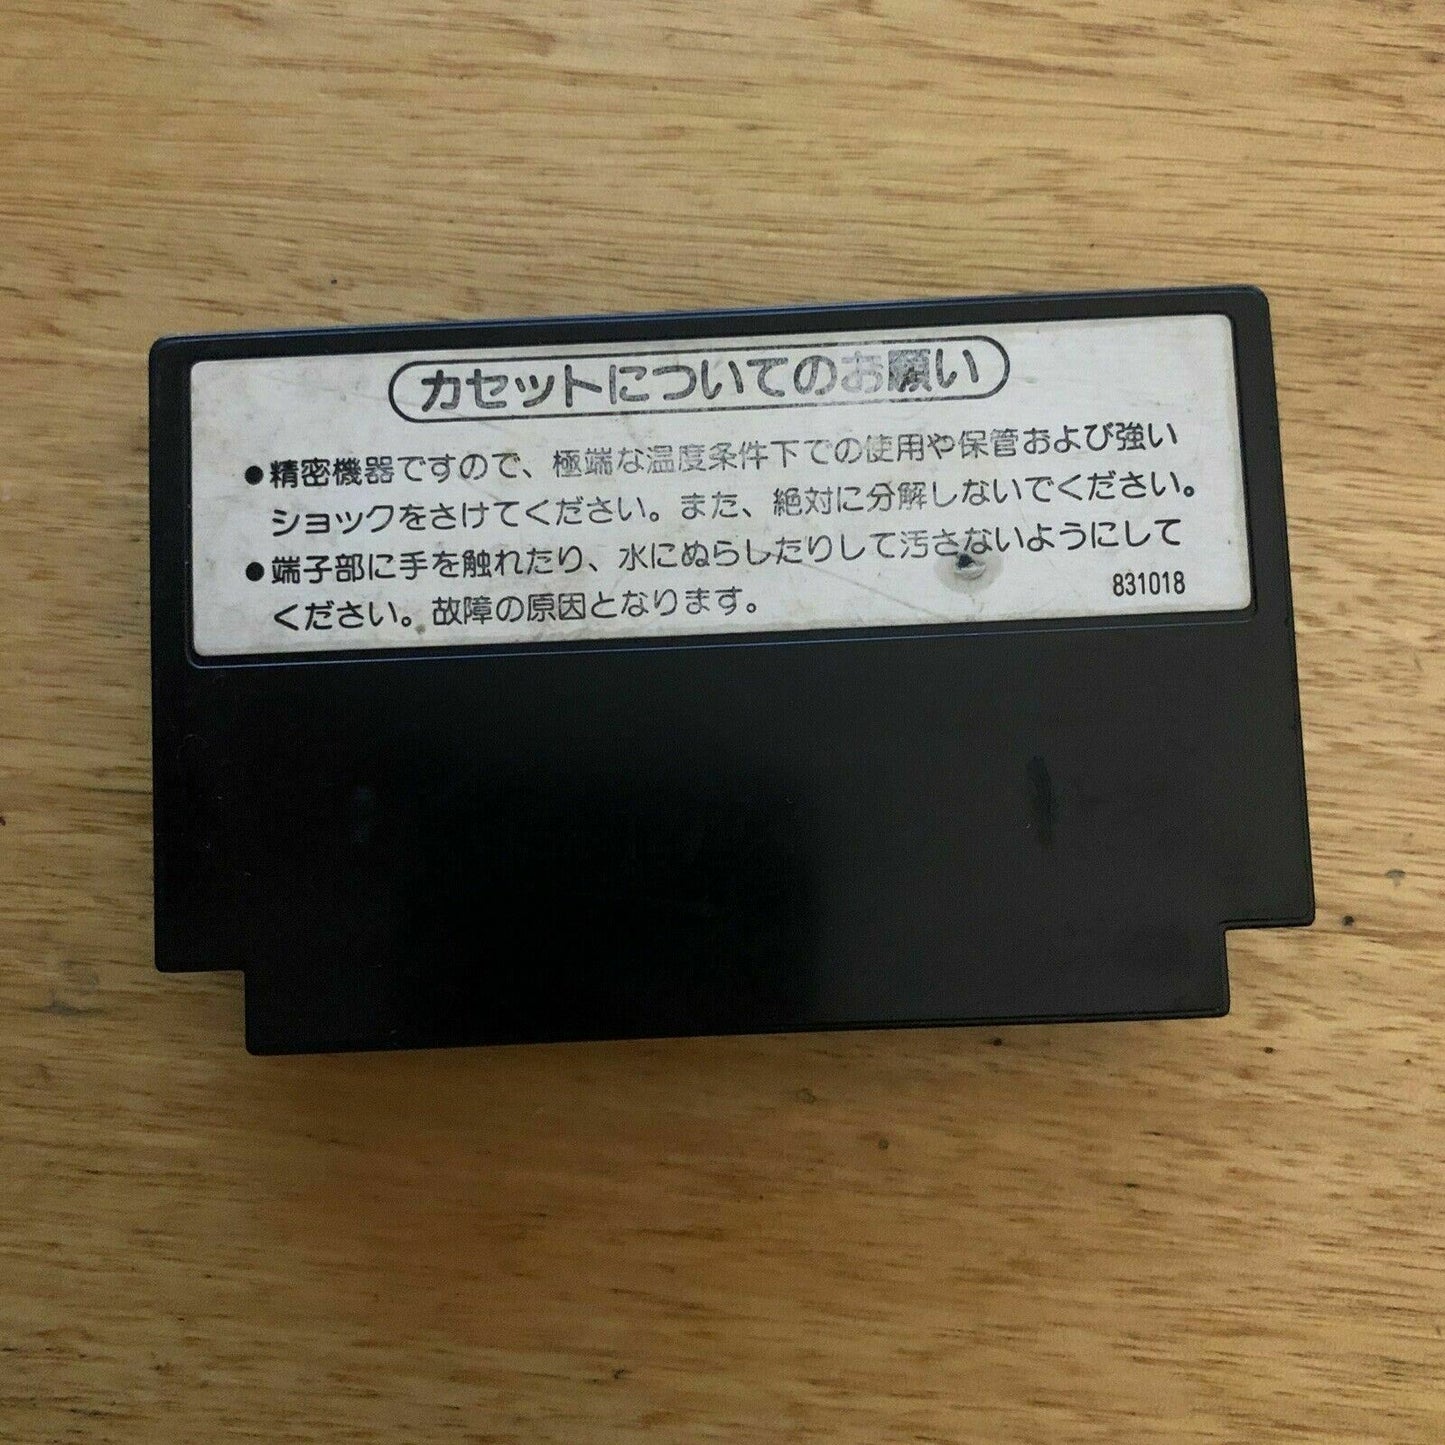 カセットについてのお願い
●精密機器ですので、極端な温度条件下での使用や保管および強い
ショックをさけてください。また、絶対に分解しないでください。
●端子部に手を触れたり、水にぬらしたりして汚さないようにして
ください。故障の原因となります。
831018